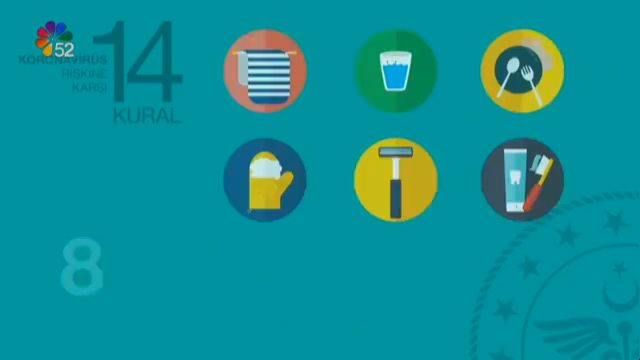 52
KORONAVİRÜS
RİSKİNE
KARŞI
14
KURAL
8